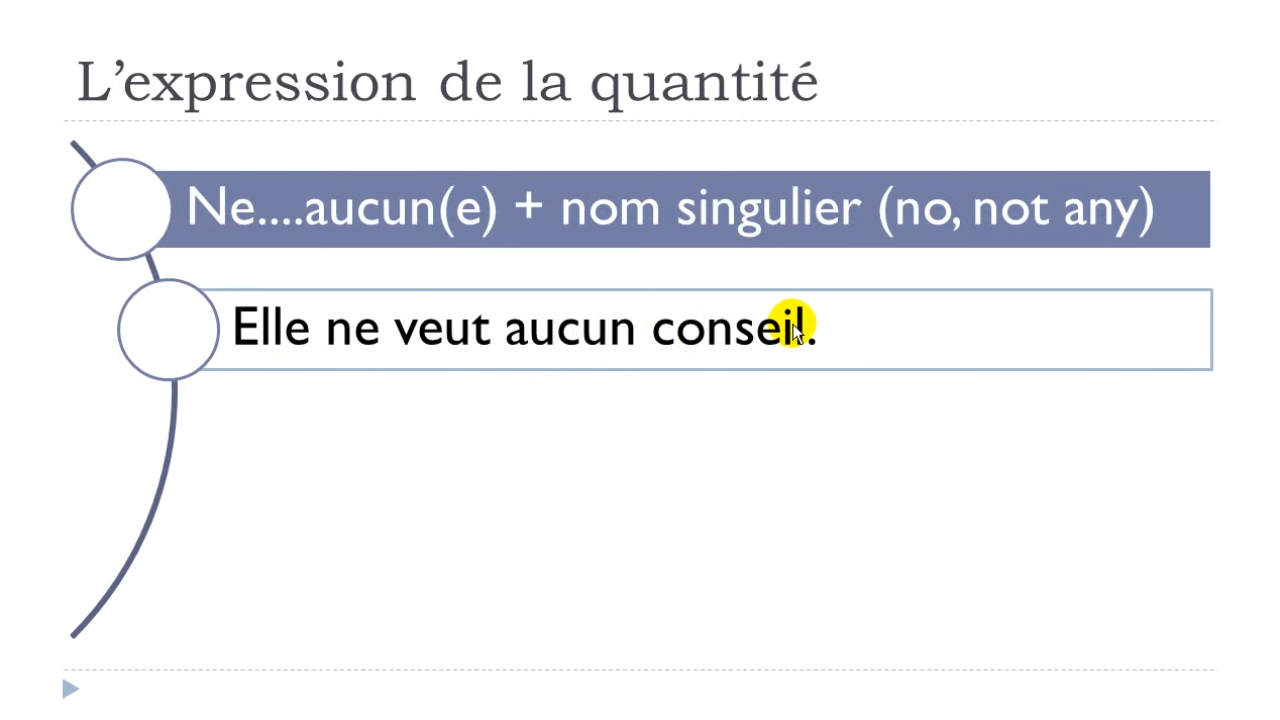 L’expression de la quantité
Ne....aucun(e) + nom singulier (no, not any)
Elle ne veut aucun conseil.